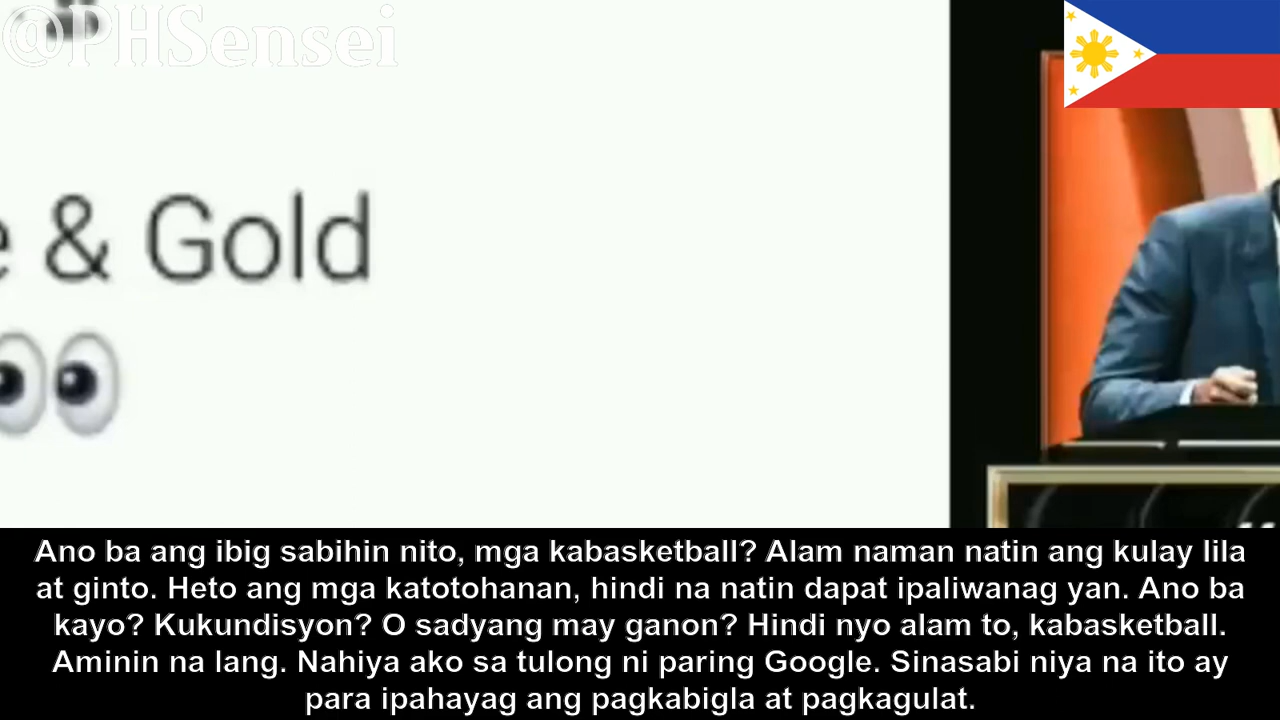 @PHSensei
& Gold
Ano ba ang ibig sabihin nito, mga kabasketball? Alam naman natin ang kulay lila
at ginto. Heto ang mga katotohanan, hindi na natin dapat ipaliwanag yan. Ano ba
kayo? Kukundisyon? O sadyang may ganon? Hindi nyo alam to, kabasketball.
Aminin na lang. Nahiya ako sa tulong ni paring Google. Sinasabi niya na ito ay
para ipahayag ang pagkabigla at pagkagulat.